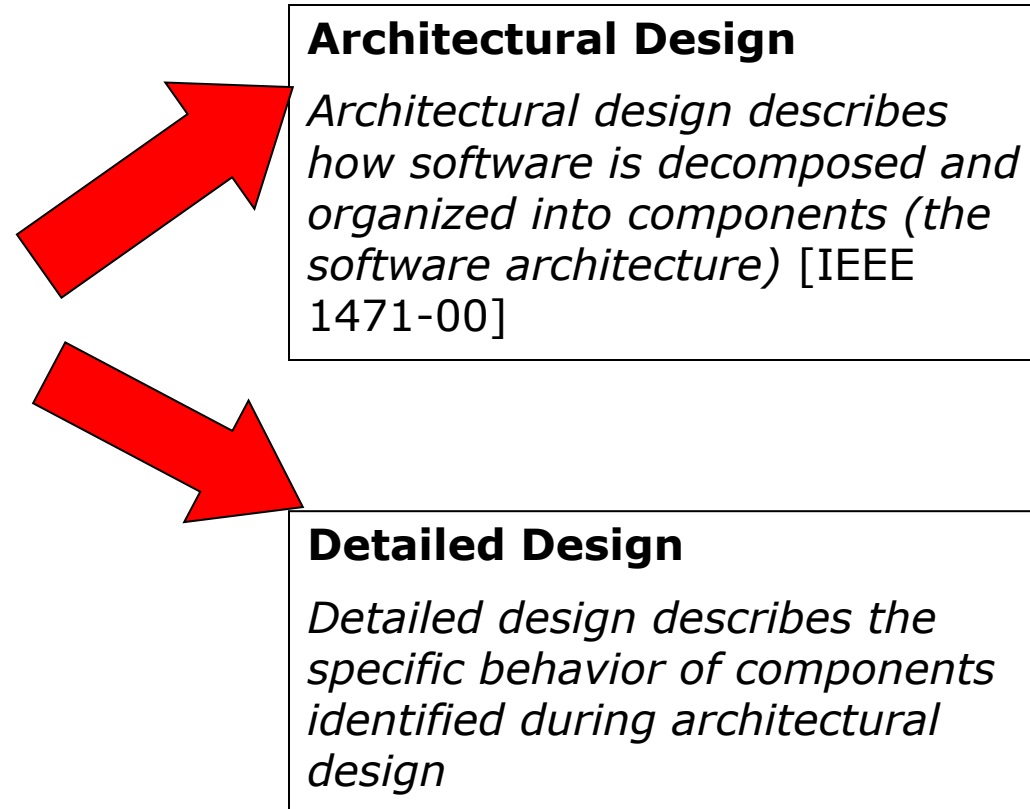 Architectural Design
Architectural design describes
how software is decomposed and
organized into components (the
software architecture) [IEEE
1471-00]
Detailed Design
Detailed design describes the
specific behavior of components
identified during architectural
design